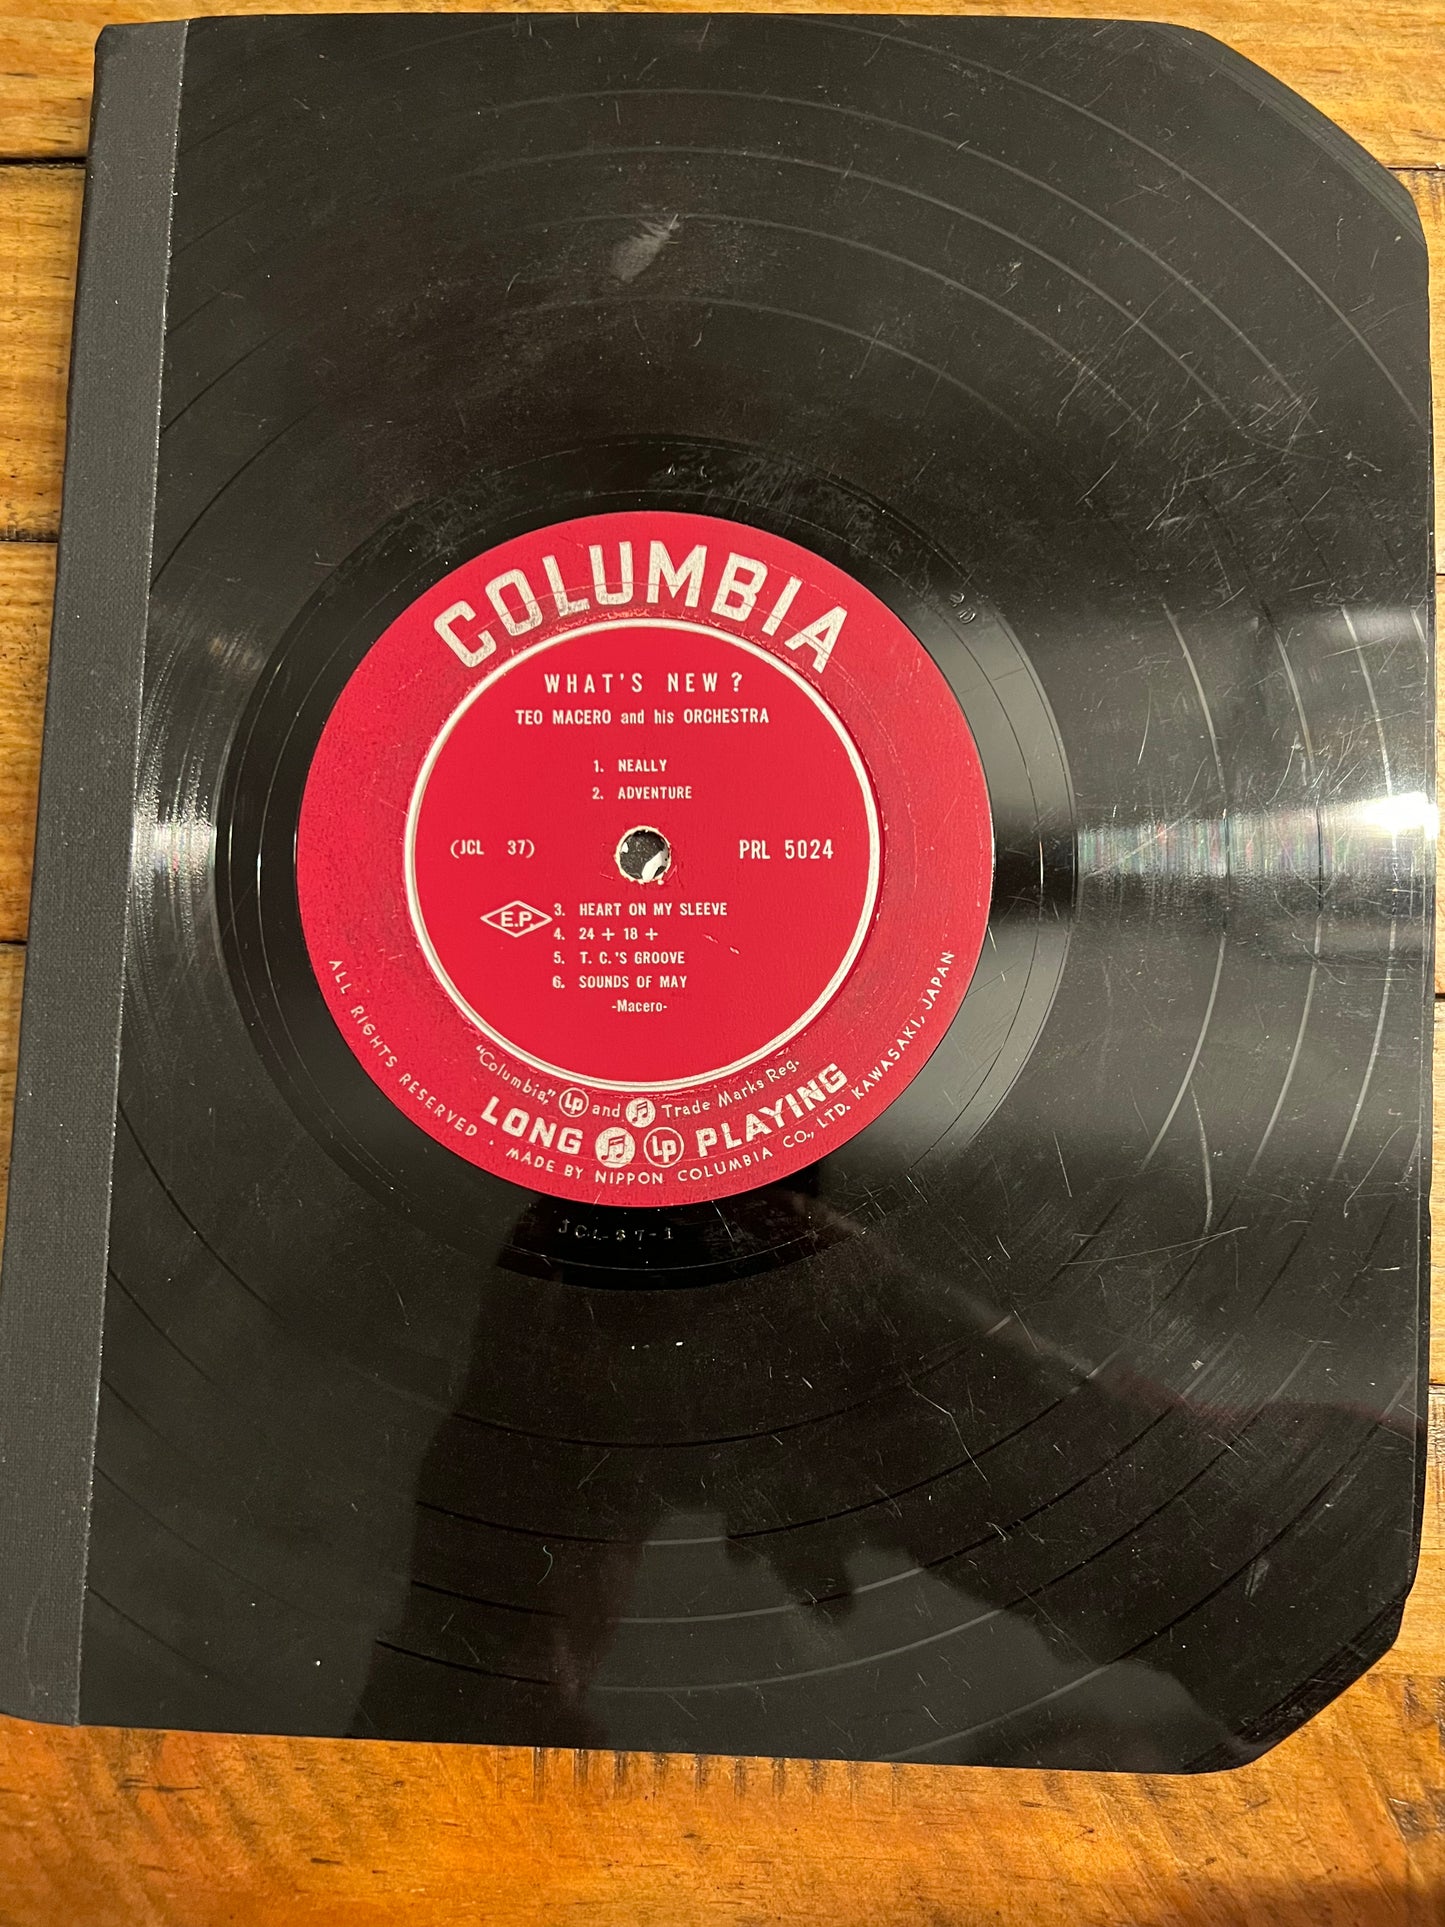 COLUMBIA
WHAT'S NEW?
TEO MACERO and his ORCHESTRA
1. NEALLY
2. ADVENTURE
(JCL 37) PRL 5024
E.P.
3. HEART ON MY SLEEVE
4. 24 + 18 +
5. T. C.'S GROOVE
6. SOUNDS OF MAY
-Macero-
"Columbia," LP and Trade Marks Reg.
LONG LP PLAYING
ALL RIGHTS RESERVED · MADE BY NIPPON COLUMBIA CO., LTD. KAWASAKI, JAPAN
JCL 37-1